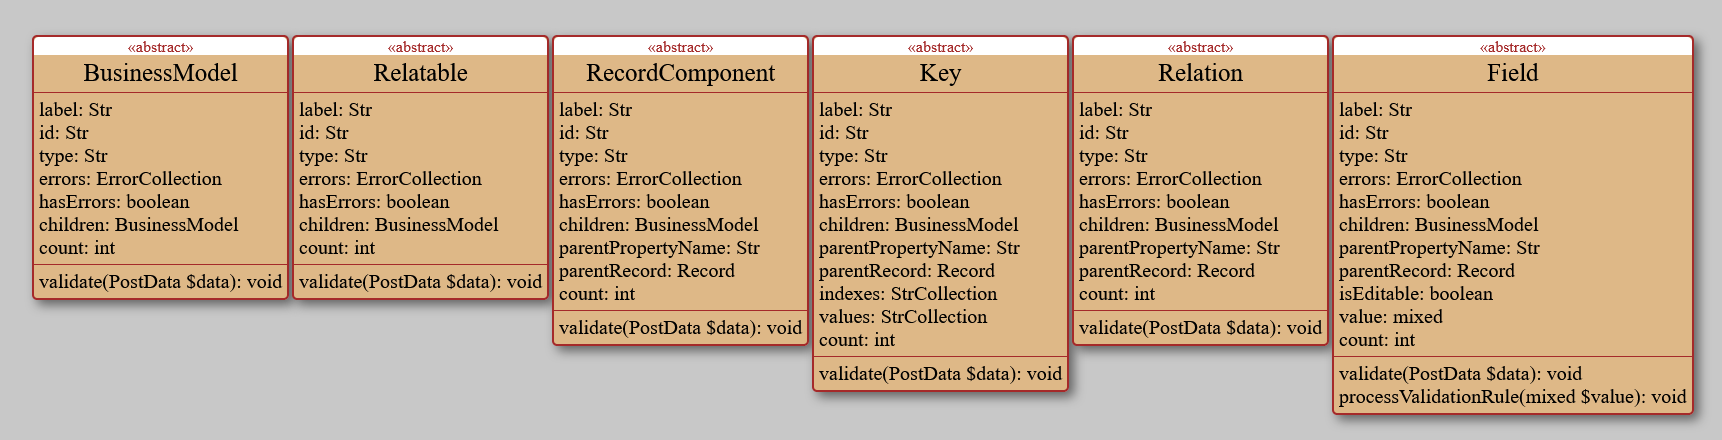 «abstract»
BusinessModel
label: Str
id: Str
type: Str
errors: ErrorCollection
hasErrors: boolean
children: BusinessModel
count: int
validate(PostData $data): void
«abstract»
Relatable
label: Str
id: Str
type: Str
errors: ErrorCollection
hasErrors: boolean
children: BusinessModel
count: int
validate(PostData $data): void
«abstract»
RecordComponent
label: Str
id: Str
type: Str
errors: ErrorCollection
hasErrors: boolean
children: BusinessModel
parentPropertyName: Str
parentRecord: Record
count: int
validate(PostData $data): void
«abstract»
Key
label: Str
id: Str
type: Str
errors: ErrorCollection
hasErrors: boolean
children: BusinessModel
parentPropertyName: Str
parentRecord: Record
indexes: StrCollection
values: StrCollection
count: int
validate(PostData $data): void
«abstract»
Relation
label: Str
id: Str
type: Str
errors: ErrorCollection
hasErrors: boolean
children: BusinessModel
parentPropertyName: Str
parentRecord: Record
count: int
validate(PostData $data): void
«abstract»
Field
label: Str
id: Str
type: Str
errors: ErrorCollection
hasErrors: boolean
children: BusinessModel
parentPropertyName: Str
parentRecord: Record
isEditable: boolean
value: mixed
count: int
validate(PostData $data): void
processValidationRule(mixed $value): void